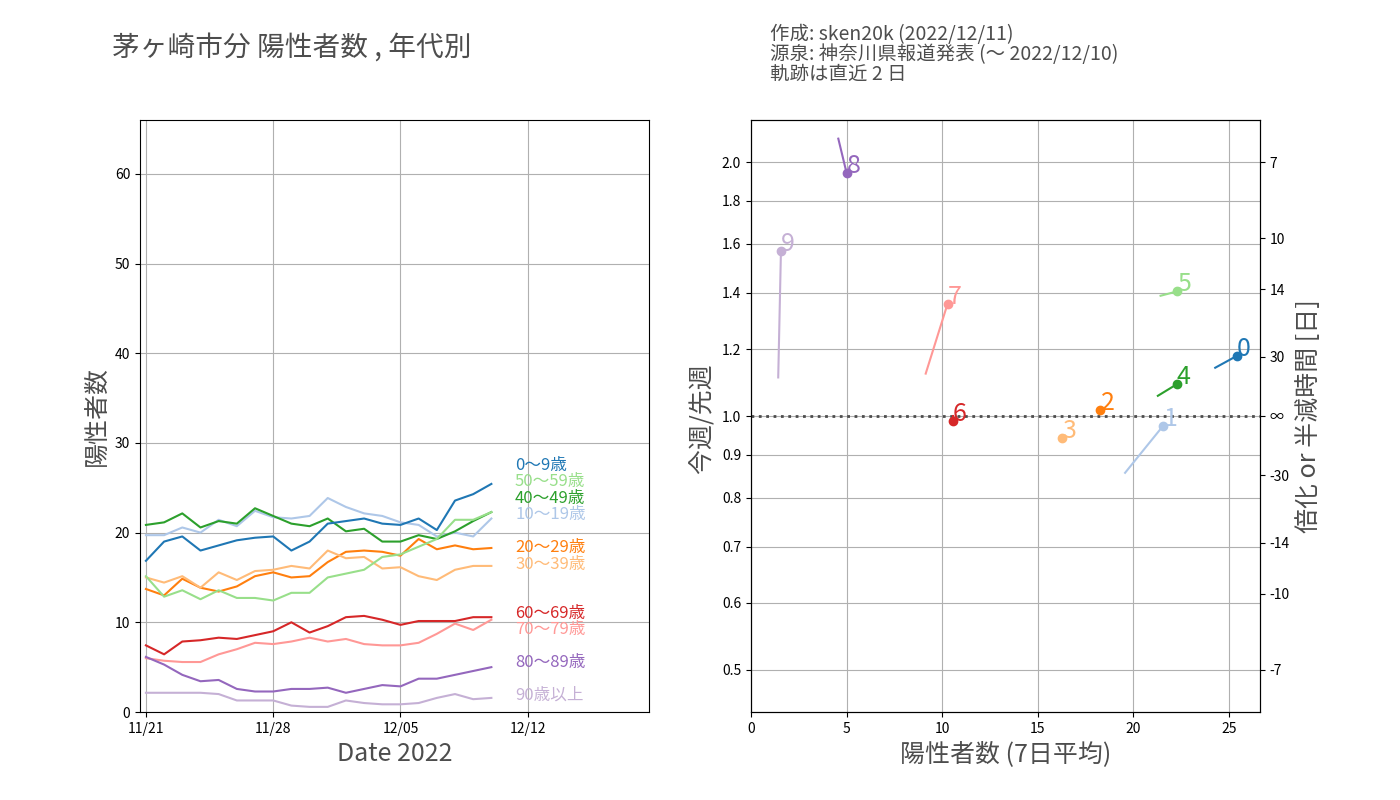 茅ヶ崎市分 陽性者数 , 年代別
作成: sken20k (2022/12/11)
源泉: 神奈川県報道発表 (～ 2022/12/10)
軌跡は直近 2 日
陽性者数
60
50
40
30
20
10
0
0～9歳
50～59歳
40～49歳
10～19歳
20～29歳
30～39歳
60～69歳
70～79歳
80～89歳
90歳以上
11/21
11/28
12/05
12/12
Date 2022
今週/先週
2.0
1.8
1.6
1.4
1.2
1.0
0.9
0.8
0.7
0.6
0.5
8
9
7
5
0
4
2
6
1
3
0
5
10
15
20
25
陽性者数 (7日平均)
7
10
14
30
∞
-30
-14
-10
-7
倍化 or 半減時間 [日]